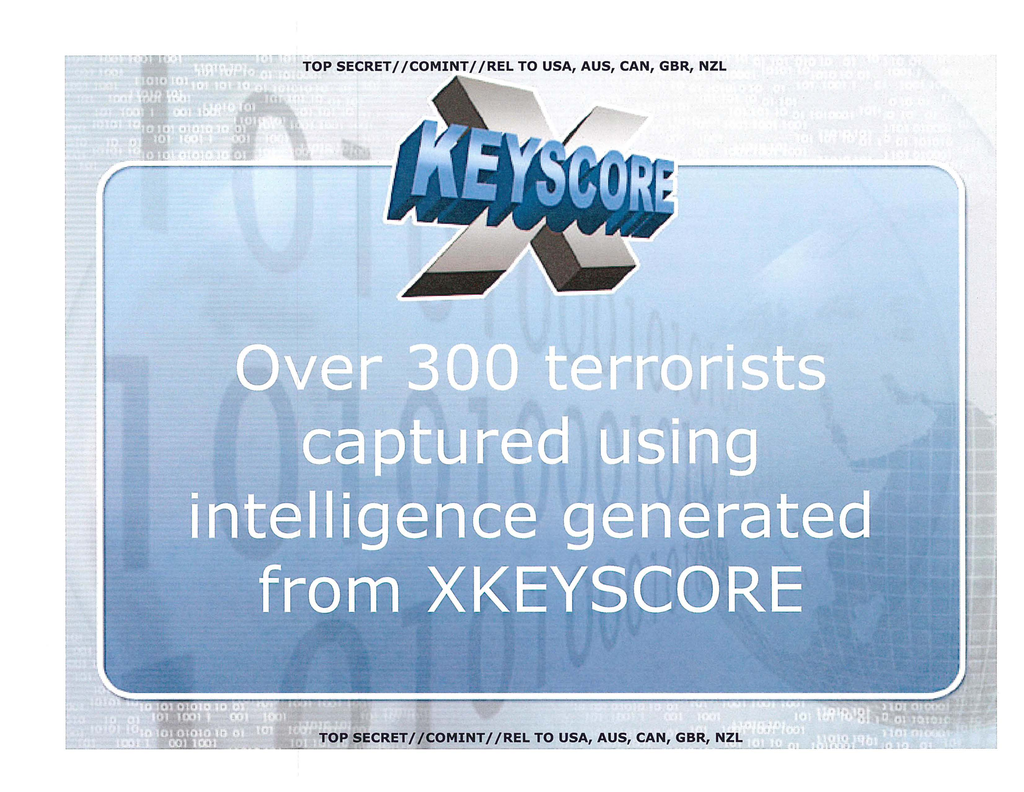 TOP SECRET//COMINT//REL TO USA, AUS, CAN, GBR, NZL
XKEYSCORE
Over 300 terrorists
captured using
intelligence generated
from XKEYSCORE
TOP SECRET//COMINT//REL TO USA, AUS, CAN, GBR, NZL